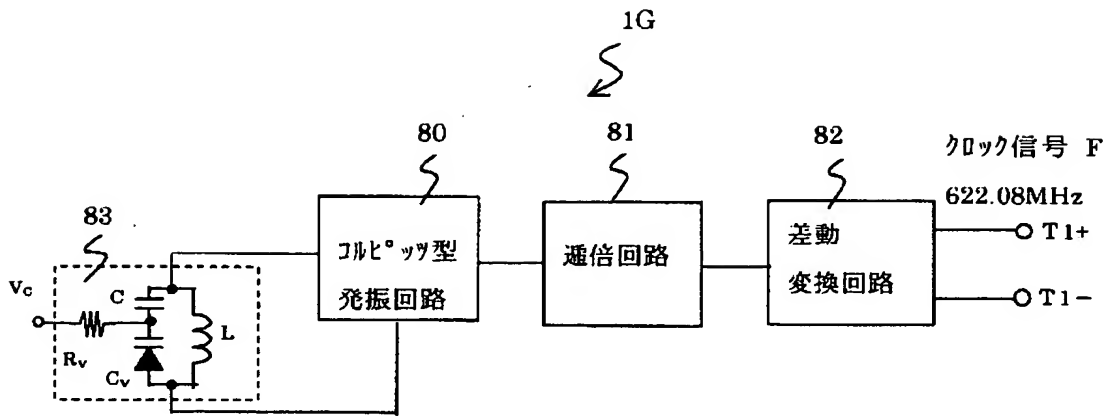 1G
80
81
82
クロック信号 F
622.08MHz
83
コルピッツ型
発振回路
逓倍回路
差動
変換回路
T1+
T1-
Vc
C
L
Rv
Cv